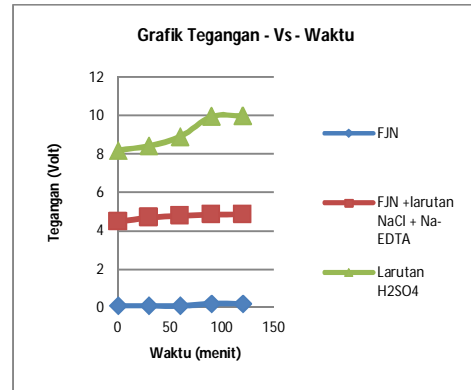 Grafik Tegangan - Vs - Waktu
Tegangan (Volt)
12
10
8
6
4
2
0
0 50 100 150
Waktu (menit)
FJN
FJN +larutan
NaCl + Na-
EDTA
Larutan
H2SO4